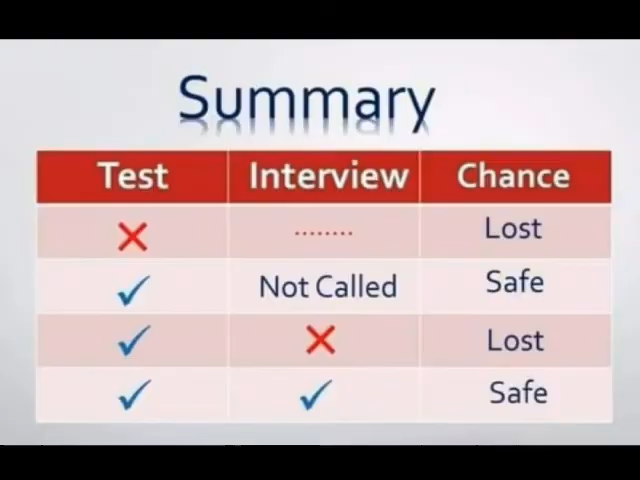 Summary
Test Interview Chance
........ Lost
Not Called Safe
Lost
Safe